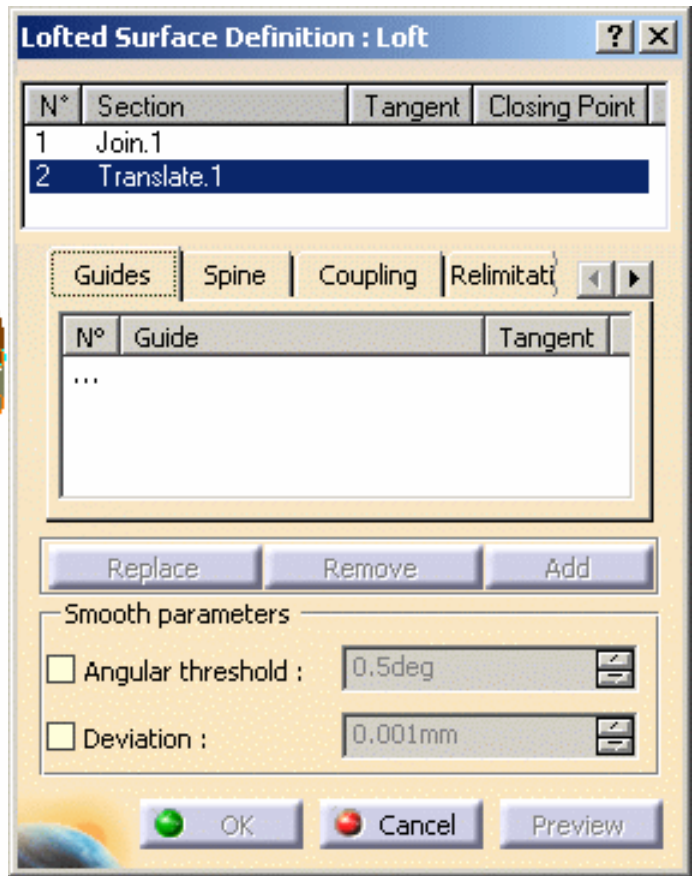 Lofted Surface Definition : Loft ? X
N° Section Tangent Closing Point
1 Join.1
2 Translate.1
Guides Spine Coupling Relimitati
N° Guide Tangent
...
Replace Remove Add
Smooth parameters
Angular threshold : 0.5deg
Deviation : 0.001mm
OK Cancel Preview